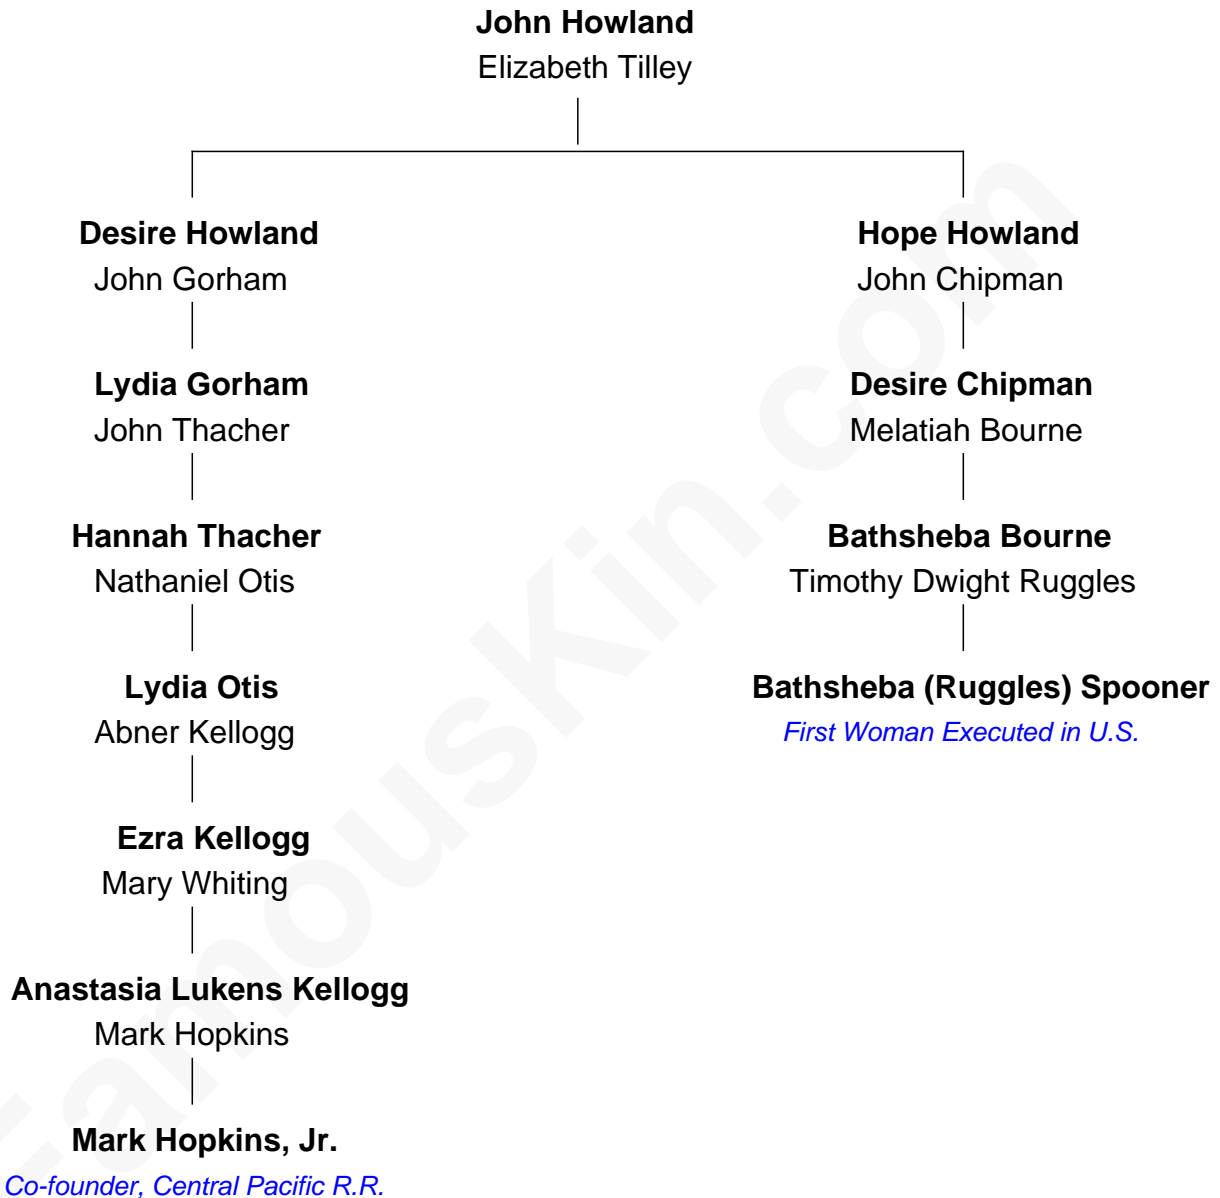 John Howland
Elizabeth Tilley
Desire Howland
John Gorham
Hope Howland
John Chipman
Lydia Gorham
John Thacher
Desire Chipman
Melatiah Bourne
Hannah Thacher
Nathaniel Otis
Bathsheba Bourne
Timothy Dwight Ruggles
Lydia Otis
Abner Kellogg
Bathsheba (Ruggles) Spooner
First Woman Executed in U.S.
Ezra Kellogg
Mary Whiting
Anastasia Lukens Kellogg
Mark Hopkins
Mark Hopkins, Jr.
Co-founder, Central Pacific R.R.
FamousKin.com